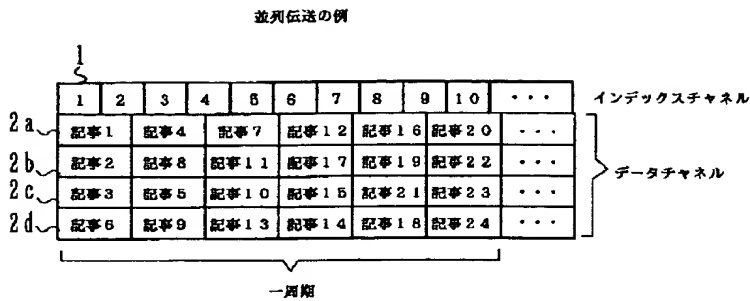 並列伝送の例
1
1 2 3 4 5 6 7 8 9 10 ・・・ インデックスチャネル
2a 記事1 記事4 記事7 記事12 記事16 記事20 ・・・
2b 記事2 記事8 記事11 記事17 記事19 記事22 ・・・
データチャネル
2c 記事3 記事5 記事10 記事15 記事21 記事23 ・・・
2d 記事6 記事9 記事13 記事14 記事18 記事24 ・・・
一周期